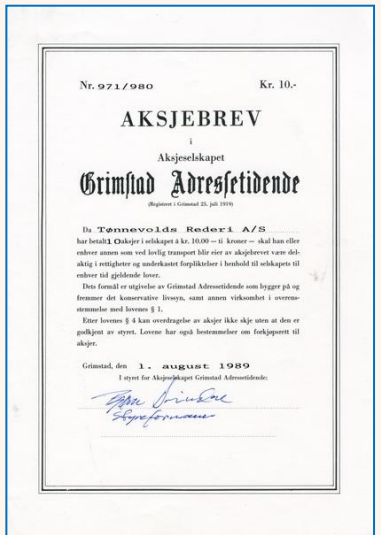 Nr. 971/980 Kr. 10.-
AKSJEBREV
i
Aksjeselskapet
Grimstad Adressetidende
(Registrert i Grimstad 25. juli 1919)
Da Tønnevolds Rederi A/S
har betalt 10 aksjer i selskapet å kr. 10.00 — ti kroner — skal han eller
enhver annen som ved lovlig transport blir eier av aksjebrevet være del-
aktig i rettigheter og underkastet forpliktelser i henhold til selskapets til
enhver tid gjeldende lover.
Dets formål er utgivelse av Grimstad Adressetidende som bygger på og
fremmer det konservative livssyn, samt annen virksomhet i overens-
stemmelse med lovenes § 1.
Etter lovenes § 4 kan overdragelse av aksjer ikke skje uten at den er
godkjent av styret. Lovene har også bestemmelser om forkjøpsrett til
aksjer.
Grimstad, den 1. august 1989
I styret for Aksjeselskapet Grimstad Adressetidende:
styreformann